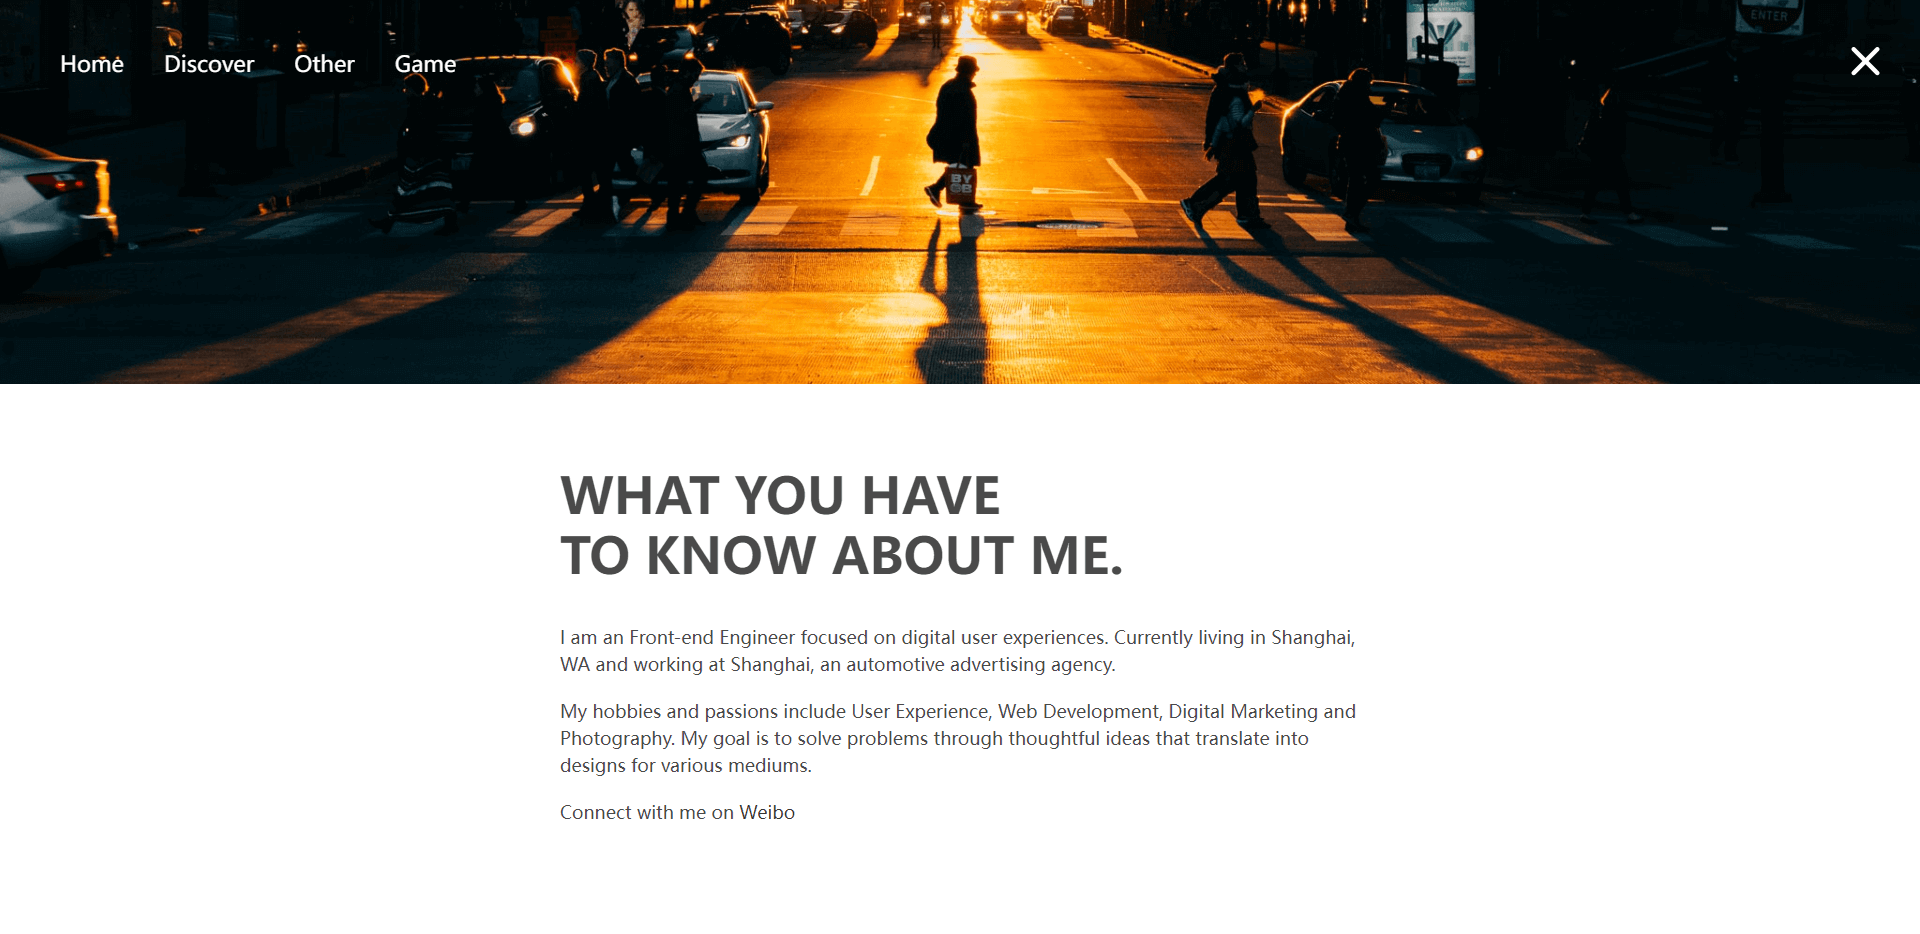 Home Discover Other Game
ENTER
BY
WHAT YOU HAVE
TO KNOW ABOUT ME.
I am an Front-end Engineer focused on digital user experiences. Currently living in Shanghai,
WA and working at Shanghai, an automotive advertising agency.
My hobbies and passions include User Experience, Web Development, Digital Marketing and
Photography. My goal is to solve problems through thoughtful ideas that translate into
designs for various mediums.
Connect with me on Weibo